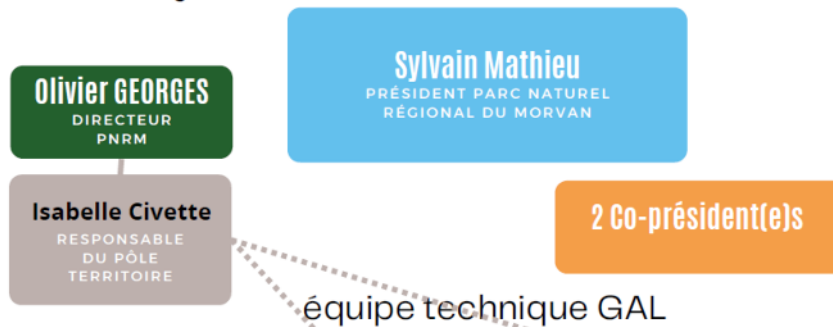 Sylvain Mathieu
PRÉSIDENT PARC NATUREL
RÉGIONAL DU MORVAN
Olivier GEORGES
DIRECTEUR
PNRM
Isabelle Civette
RESPONSABLE
DU PÔLE
TERRITOIRE
2 Co-président(e)s
équipe technique GAL